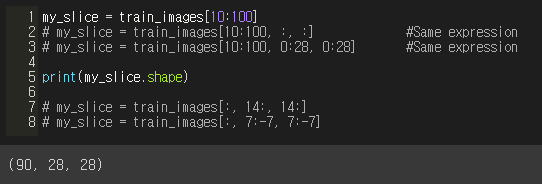 1 my_slice = train_images[10:100]
2 # my_slice = train_images[10:100, :, :] #Same expression
3 # my_slice = train_images[10:100, 0:28, 0:28] #Same expression
4
5 print(my_slice.shape)
6
7 # my_slice = train_images[:, 14:, 14:]
8 # my_slice = train_images[:, 7:-7, 7:-7]
(90, 28, 28)